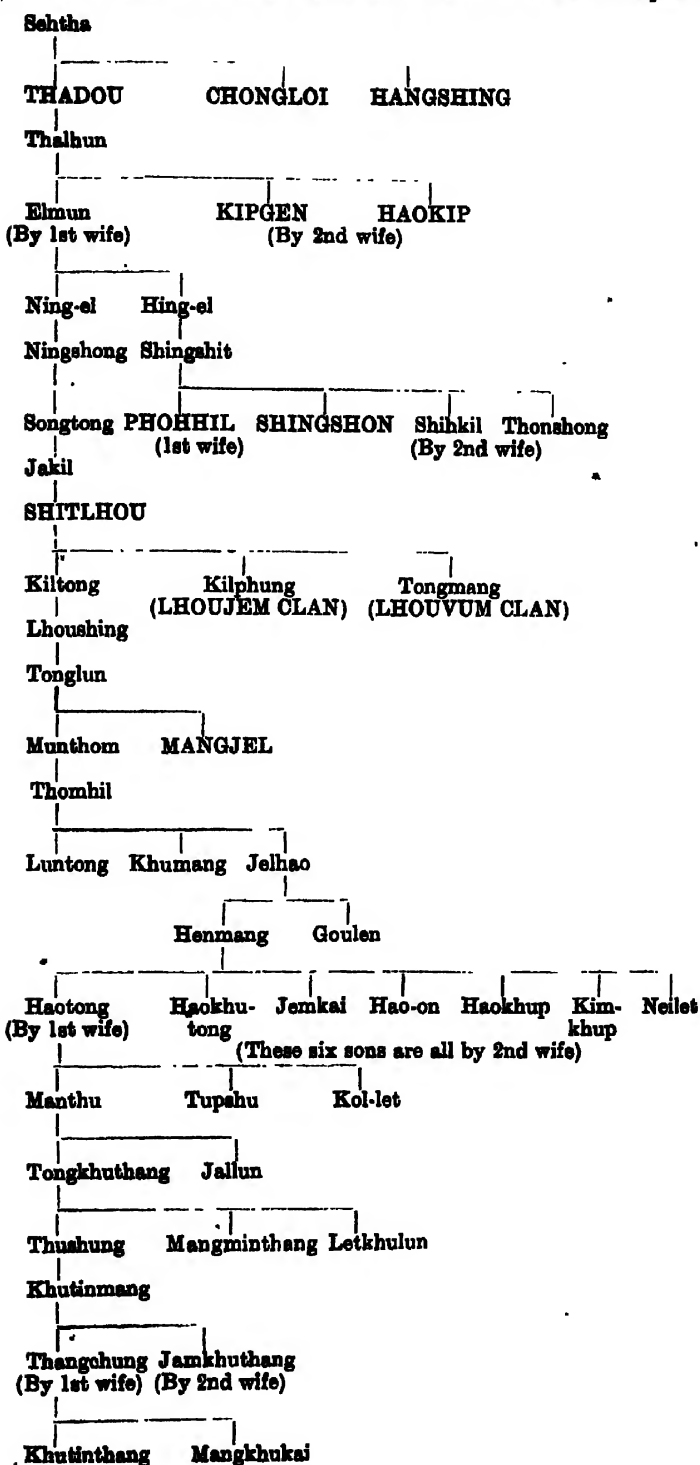 Sehtha
THADOU CHONGLOI HANGSHING
Thalhun
Elmun KIPGEN HAOKIP
(By 1st wife) (By 2nd wife)
Ning-el Hing-el
Ningshong Shingshit
Songtong PHOHHIL SHINGSHON Shihkil Thonshong
(1st wife) (By 2nd wife)
Jakil
SHITLHOU
Kiltong Kilphung Tongmang
(LHOUJEM CLAN) (LHOUVUM CLAN)
Lhoushing
Tonglun
Munthom MANGJEL
Thomhil
Luntong Khumang Jelhao
Henmang Goulen
Haotong Haokhu- Jemkai Hao-on Haokhup Kim- Neilet
(By 1st wife) tong khup
(These six sons are all by 2nd wife)
Manthu Tupshu Kol-let
Tongkhuthang Jallun
Thushung Mangminthang Letkhulun
Khutinmang
Thangchung Jamkhuthang
(By 1st wife) (By 2nd wife)
Khutinthang Mangkhukai